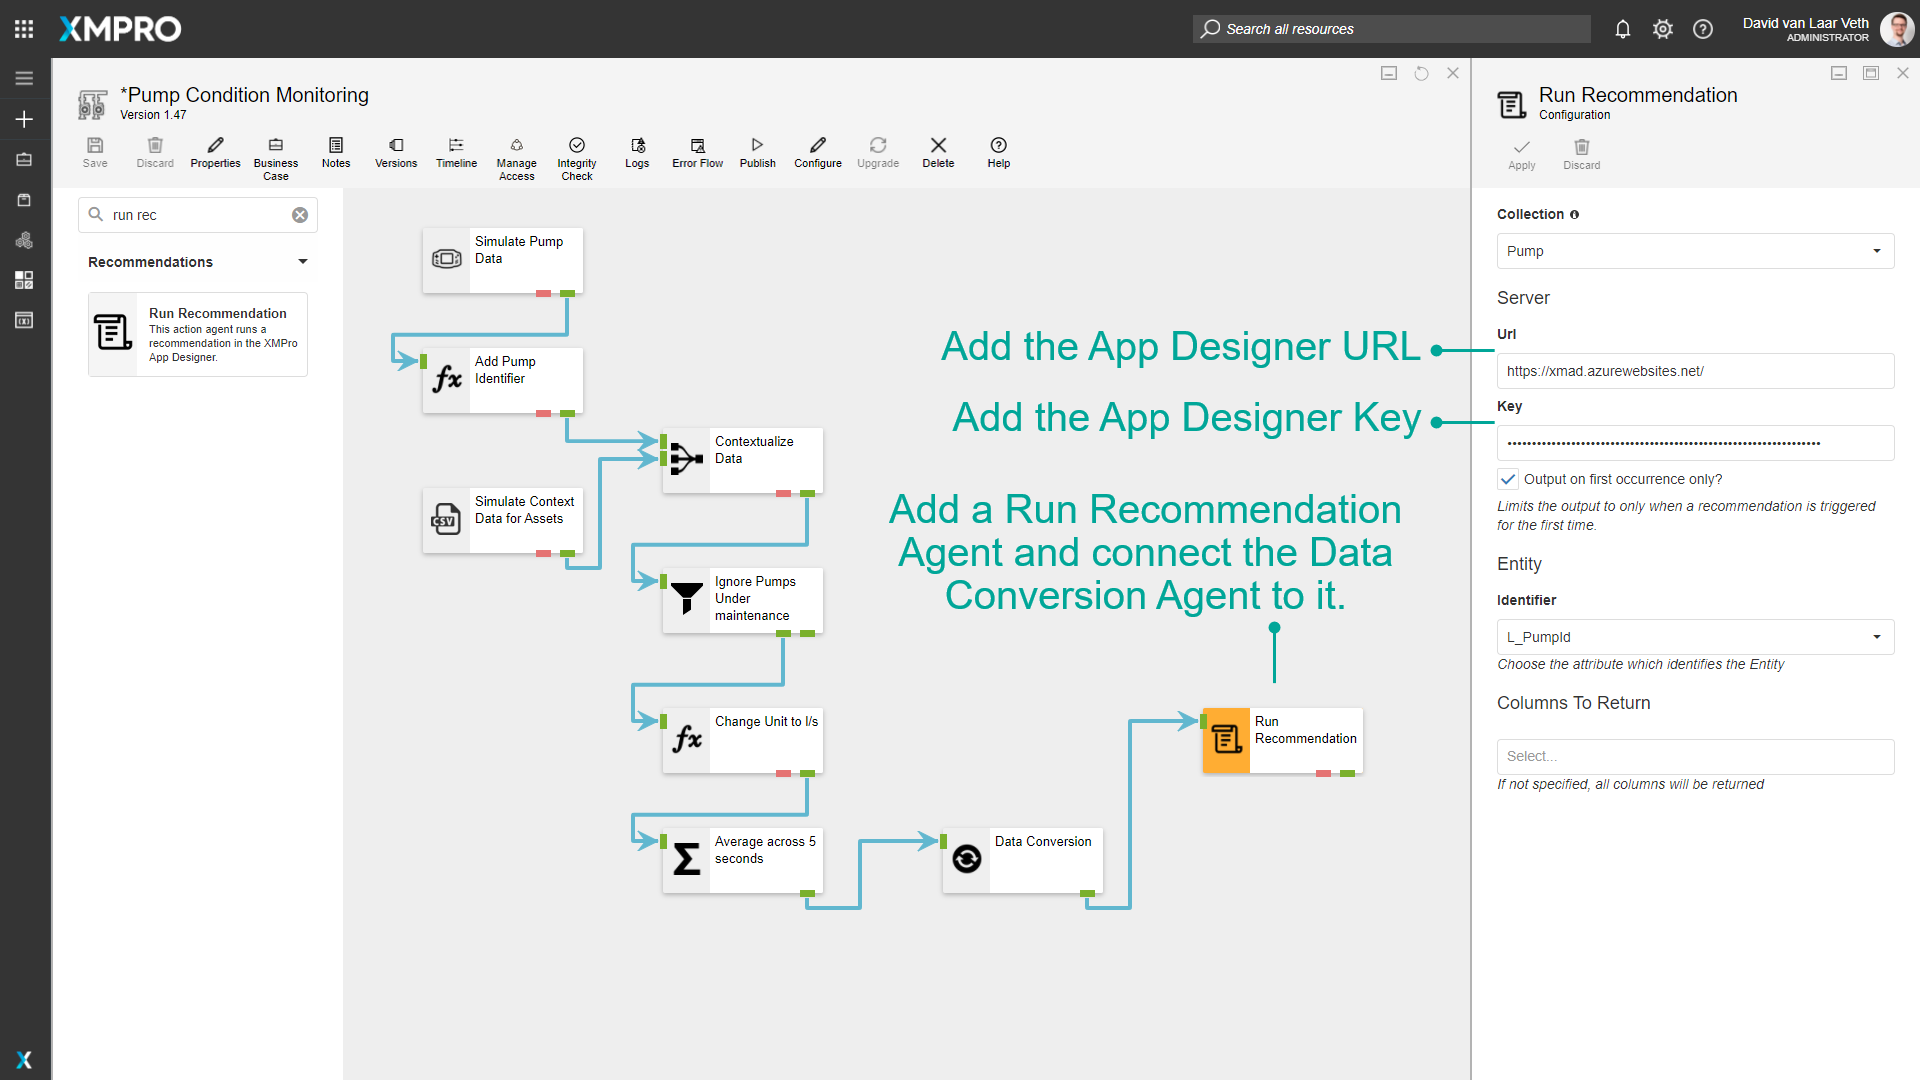 XMPRO
Search all resources
David van Laar Veth
ADMINISTRATOR
*Pump Condition Monitoring
Version 1.47
Save
Discard
Properties
Business
Case
Notes
Versions
Timeline
Manage
Access
Integrity
Check
Logs
Error Flow
Publish
Configure
Upgrade
Delete
Help
run rec
Recommendations
Run Recommendation
This action agent runs a
recommendation in the XMPro
App Designer.
Simulate Pump
Data
fx
Add Pump
Identifier
Contextualize
Data
CSV
Simulate Context
Data for Assets
Ignore Pumps
Under
maintenance
fx
Change Unit to l/s
Σ
Average across 5
seconds
Data Conversion
Run
Recommendation
Add the App Designer URL
Add the App Designer Key
Add a Run Recommendation
Agent and connect the Data
Conversion Agent to it.
Run Recommendation
Configuration
Apply
Discard
Collection
Pump
Server
Url
https://xmad.azurewebsites.net/
Key
Output on first occurrence only?
Limits the output to only when a recommendation is triggered
for the first time.
Entity
Identifier
L_PumpId
Choose the attribute which identifies the Entity
Columns To Return
Select...
If not specified, all columns will be returned